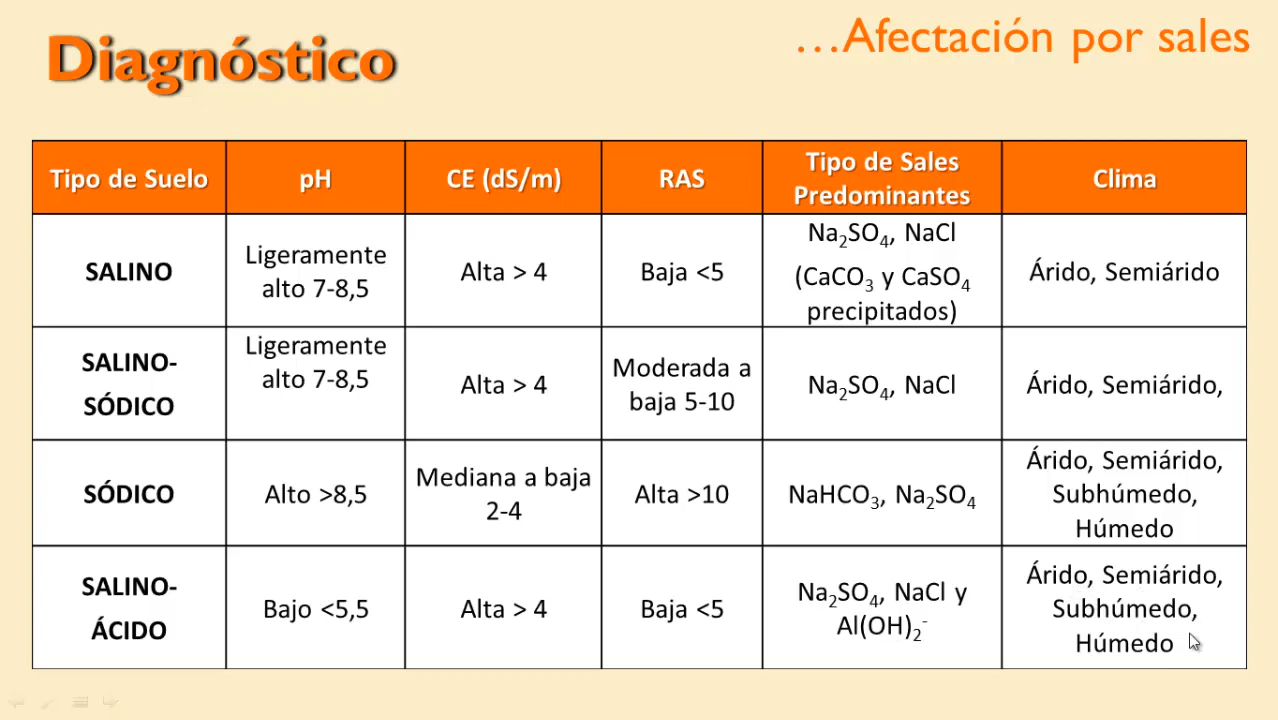 Diagnóstico
...Afectación por sales
Tipo de Suelo
pH
CE (dS/m)
RAS
Tipo de Sales
Predominantes
Clima
SALINO
Ligeramente
alto 7-8,5
Alta > 4
Baja <5
Na₂SO₄, NaCl
(CaCO₃ y CaSO₄
precipitados)
Árido, Semiárido
SALINO-
SÓDICO
Ligeramente
alto 7-8,5
Alta > 4
Moderada a
baja 5-10
Na₂SO₄, NaCl
Árido, Semiárido,
SÓDICO
Alto >8,5
Mediana a baja
2-4
Alta >10
NaHCO₃, Na₂SO₄
Árido, Semiárido,
Subhúmedo,
Húmedo
SALINO-
ÁCIDO
Bajo <5,5
Alta > 4
Baja <5
Na₂SO₄, NaCl y
Al(OH)₂⁻
Árido, Semiárido,
Subhúmedo,
Húmedo